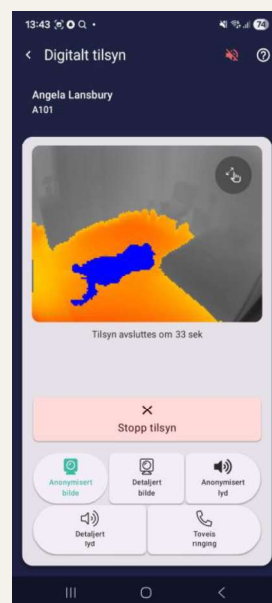 13:43
74
Digitalt tilsyn
Angela Lansbury
A101
Tilsyn avsluttes om 33 sek
Stopp tilsyn
Anonymisert
bilde
Detaljert
bilde
Anonymisert
lyd
Detaljert
lyd
Toveis
ringing